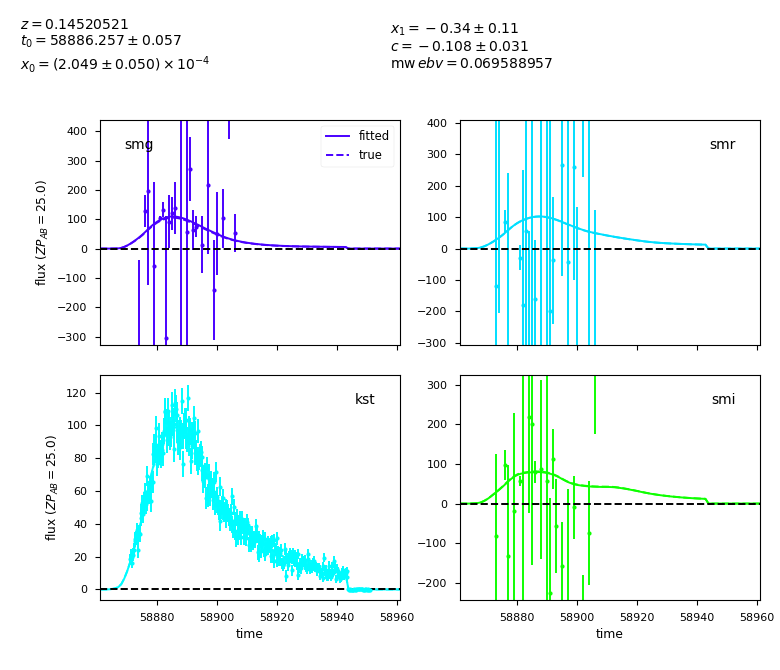 z = 0.14520521
t₀ = 58886.257 ± 0.057
x₀ = (2.049 ± 0.050) × 10⁻⁴
x₁ = −0.34 ± 0.11
c = −0.108 ± 0.031
mw ebv = 0.069588957
smg
fitted
true
400
300
200
100
0
−100
−200
−300
flux (ZP_AB = 25.0)
smr
400
300
200
100
0
−100
−200
−300
kst
120
100
80
60
40
20
0
flux (ZP_AB = 25.0)
58880 58900 58920 58940 58960
time
smi
300
200
100
0
−100
−200
58880 58900 58920 58940 58960
time